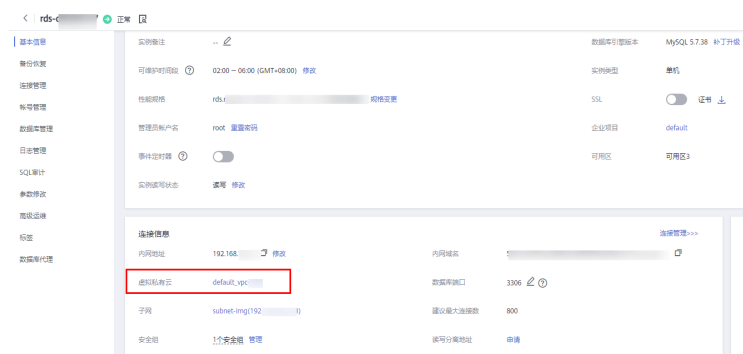 rds- 正常
基本信息
备份恢复
连接管理
帐号管理
数据库管理
日志管理
SQL审计
参数修改
高级运维
标签
数据库代理
实例备注 -- 数据库引擎版本 MySQL 5.7.38 补丁升级
可维护时间段 ? 02:00 – 06:00 (GMT+08:00) 修改 实例类型 单机
性能规格 rds. 规格变更 SSL 证书
管理员账户名 root 重置密码 企业项目 default
事件定时器 ? 可用区 可用区3
实例读写状态 读写 修改
连接信息 连接管理>>>
内网地址 192.168. 修改 内网域名
虚拟私有云 default_vpc 数据库端口 3306 ?
子网 subnet-img(192 ) 建议最大连接数 800
安全组 1个安全组 管理 读写分离地址 申请